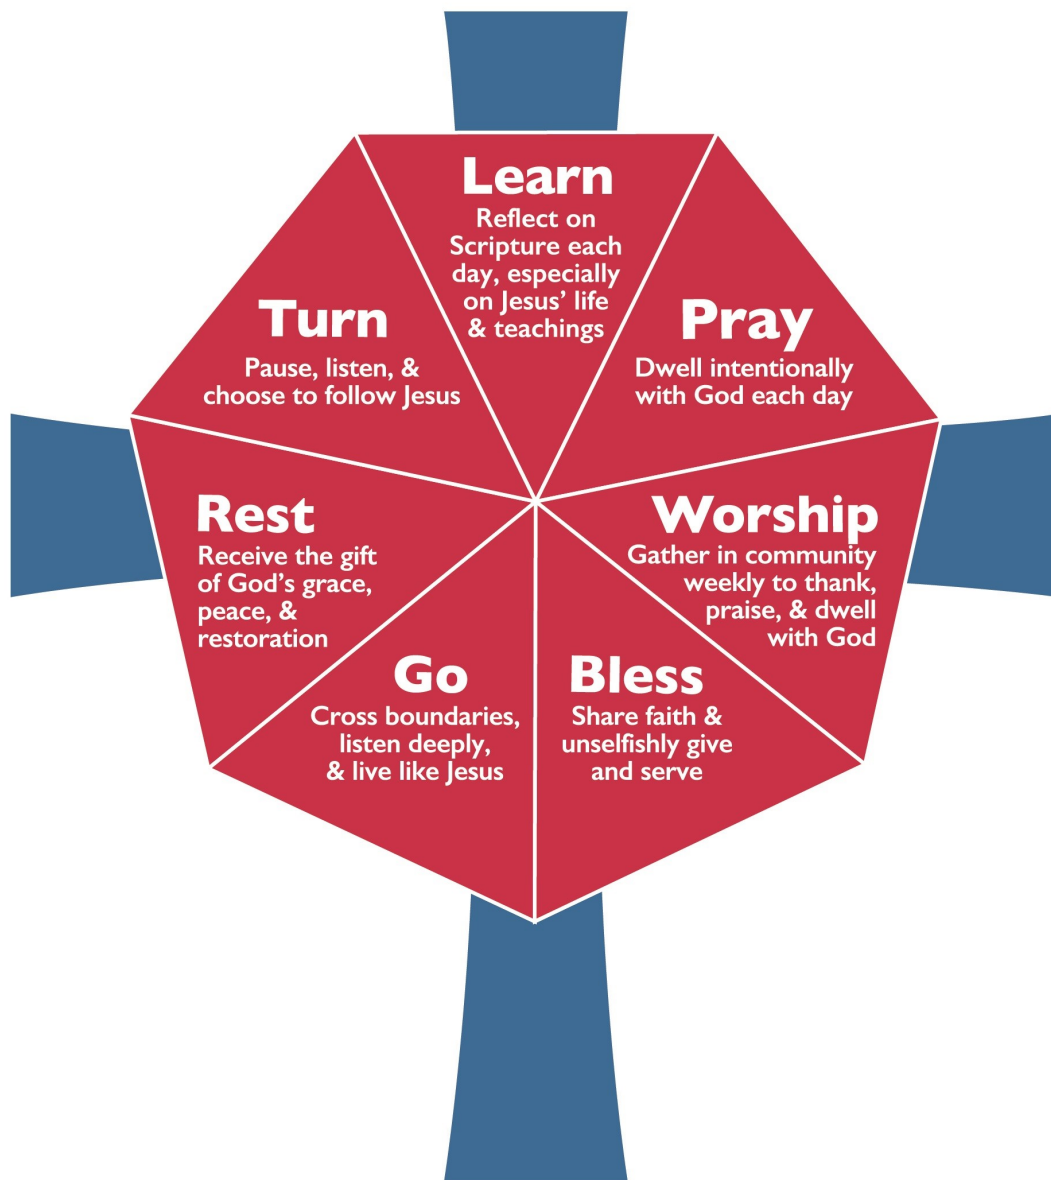 Learn
Reflect on
Scripture each
day, especially
on Jesus’ life
& teachings
Turn
Pause, listen, &
choose to follow Jesus
Pray
Dwell intentionally
with God each day
Rest
Receive the gift
of God’s grace,
peace, &
restoration
Worship
Gather in community
weekly to thank,
praise, & dwell
with God
Go
Cross boundaries,
listen deeply,
& live like Jesus
Bless
Share faith &
unselfishly give
and serve